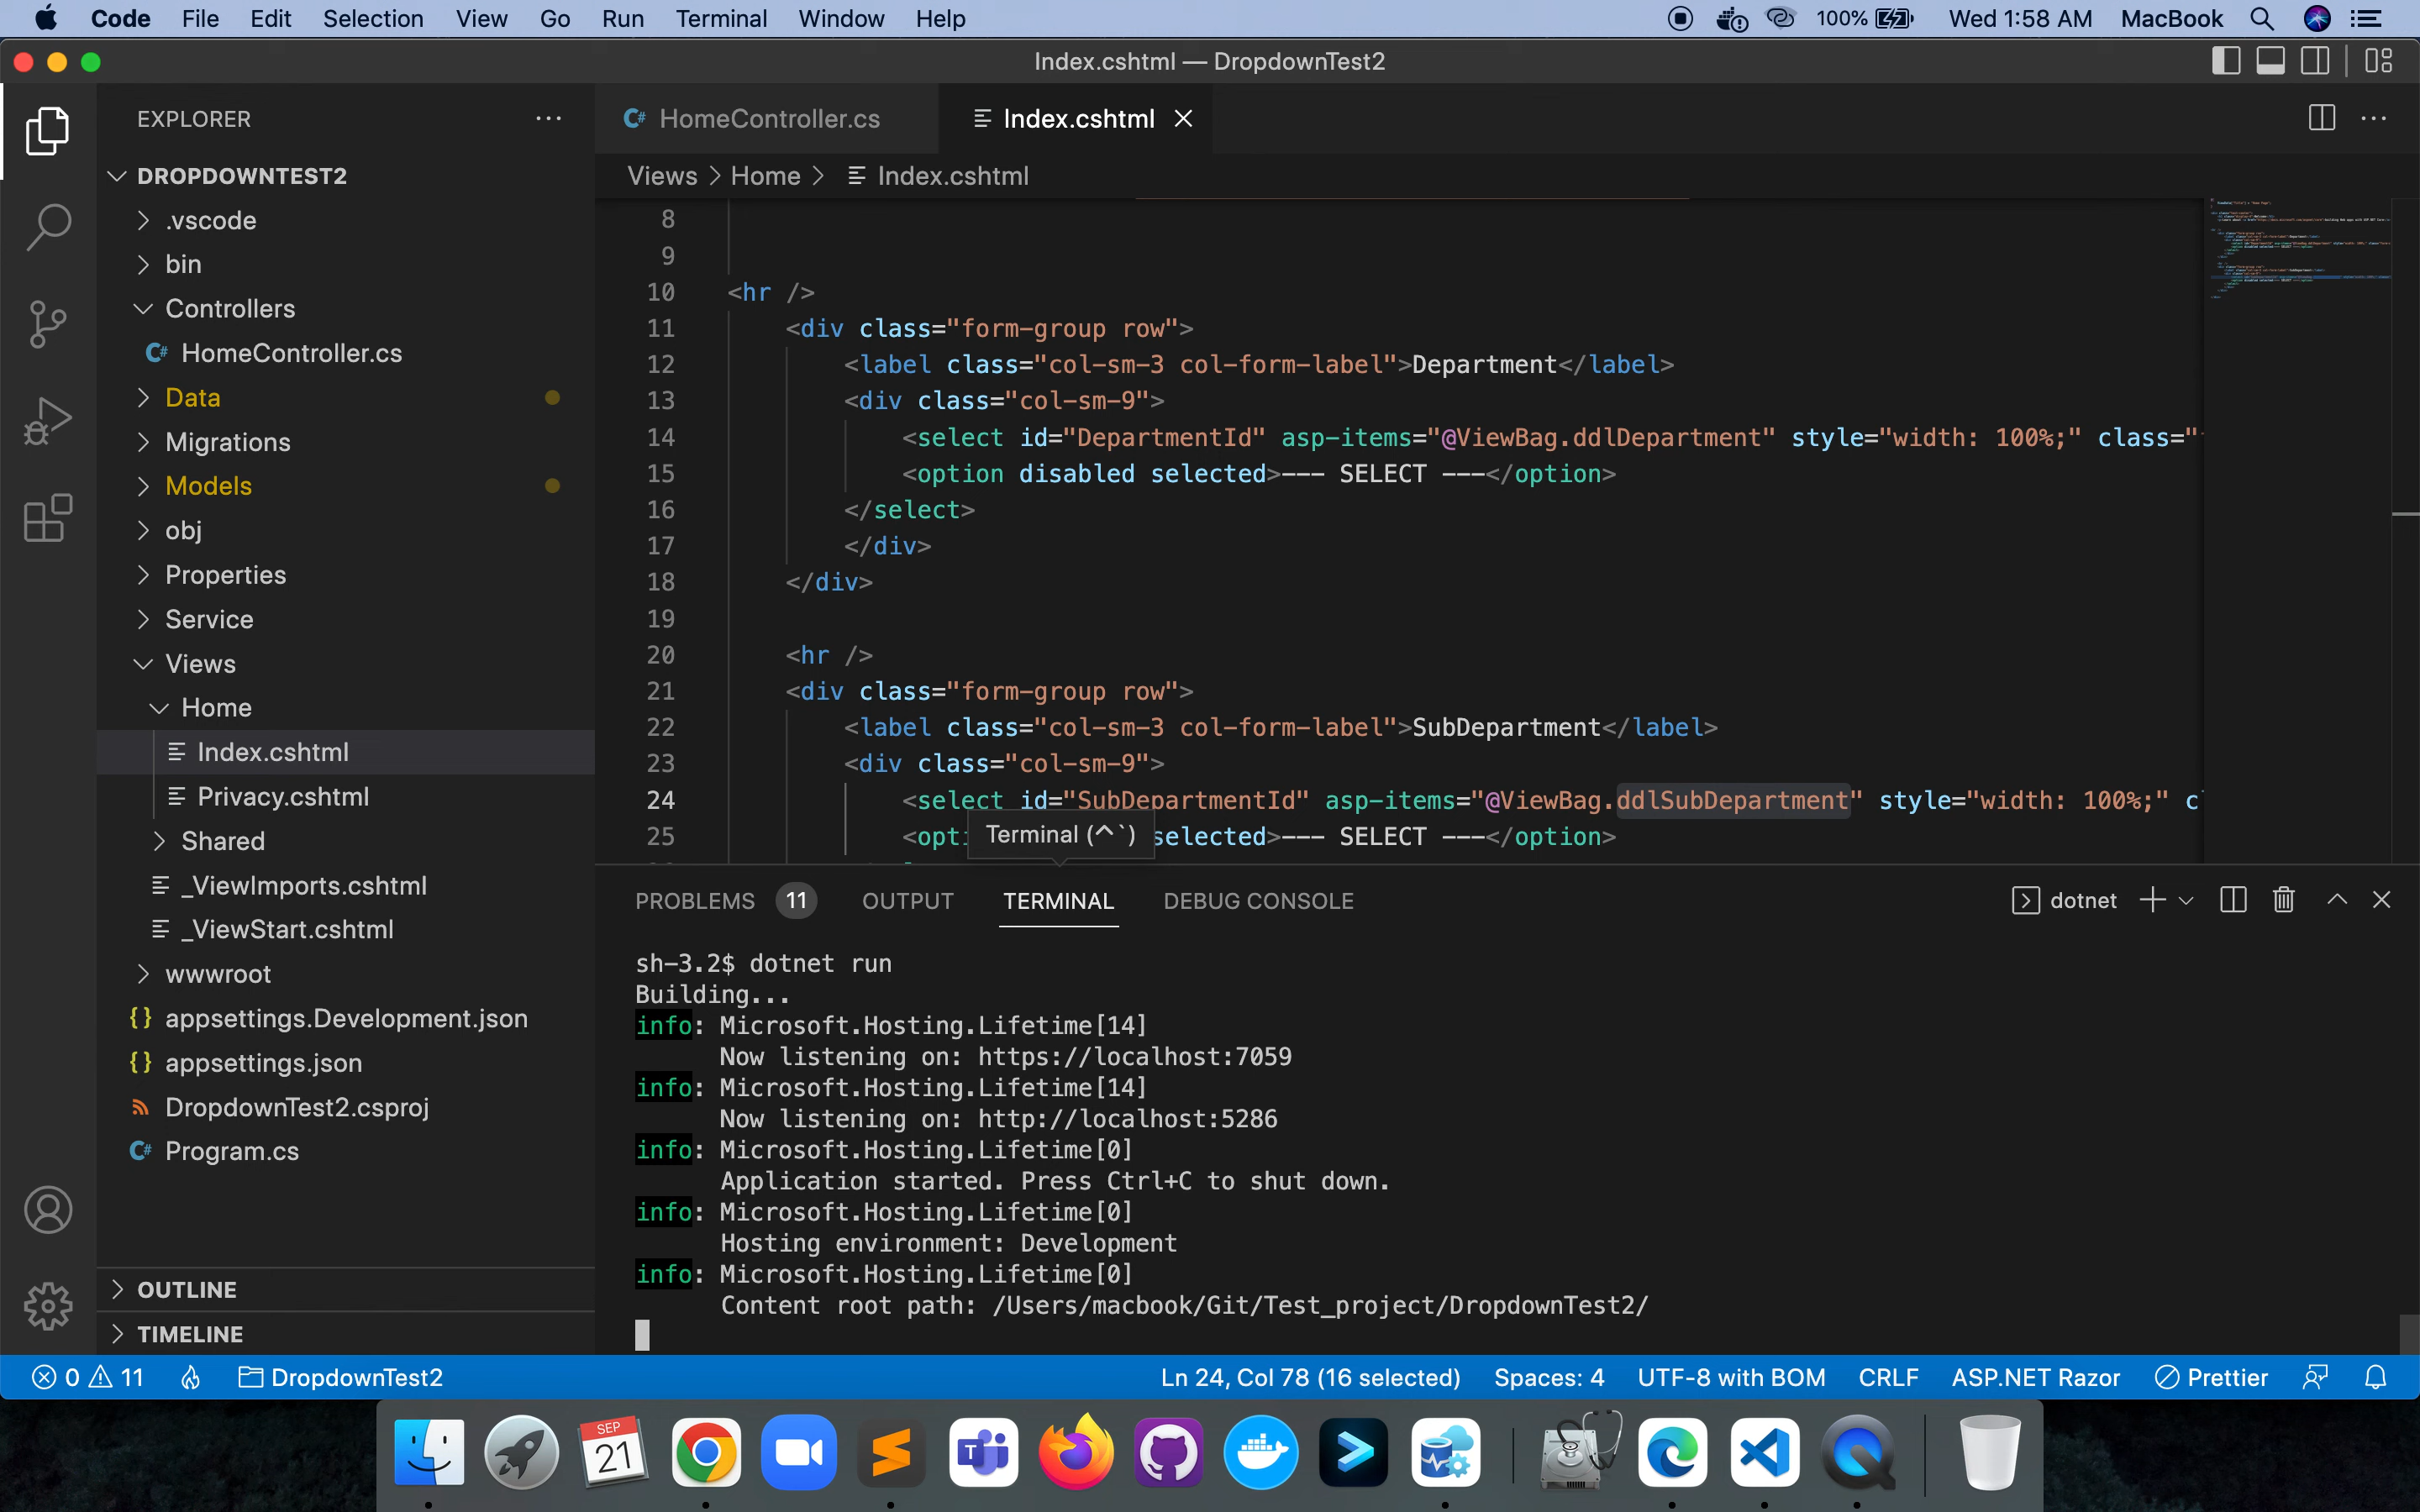 Code File Edit Selection View Go Run Terminal Window Help 100% Wed 1:58 AM MacBook
Index.cshtml — DropdownTest2
EXPLORER
DROPDOWNTEST2
.vscode
bin
Controllers
C# HomeController.cs
Data
Migrations
Models
obj
Properties
Service
Views
Home
Index.cshtml
Privacy.cshtml
Shared
_ViewImports.cshtml
_ViewStart.cshtml
wwwroot
{} appsettings.Development.json
{} appsettings.json
DropdownTest2.csproj
C# Program.cs
OUTLINE
TIMELINE
C# HomeController.cs Index.cshtml
Views > Home > Index.cshtml
8
9
10 <hr />
11 <div class="form-group row">
12 <label class="col-sm-3 col-form-label">Department</label>
13 <div class="col-sm-9">
14 <select id="DepartmentId" asp-items="@ViewBag.ddlDepartment" style="width: 100%;" class="
15 <option disabled selected>--- SELECT ---</option>
16 </select>
17 </div>
18 </div>
19
20 <hr />
21 <div class="form-group row">
22 <label class="col-sm-3 col-form-label">SubDepartment</label>
23 <div class="col-sm-9">
24 <select id="SubDepartmentId" asp-items="@ViewBag.ddlSubDepartment" style="width: 100%;" c
25 <opti selected>--- SELECT ---</option>
Terminal (^`)
PROBLEMS 11 OUTPUT TERMINAL DEBUG CONSOLE dotnet
sh-3.2$ dotnet run
Building...
info: Microsoft.Hosting.Lifetime[14]
Now listening on: https://localhost:7059
info: Microsoft.Hosting.Lifetime[14]
Now listening on: http://localhost:5286
info: Microsoft.Hosting.Lifetime[0]
Application started. Press Ctrl+C to shut down.
info: Microsoft.Hosting.Lifetime[0]
Hosting environment: Development
info: Microsoft.Hosting.Lifetime[0]
Content root path: /Users/macbook/Git/Test_project/DropdownTest2/
0 11 DropdownTest2 Ln 24, Col 78 (16 selected) Spaces: 4 UTF-8 with BOM CRLF ASP.NET Razor Prettier
SEP
21
T